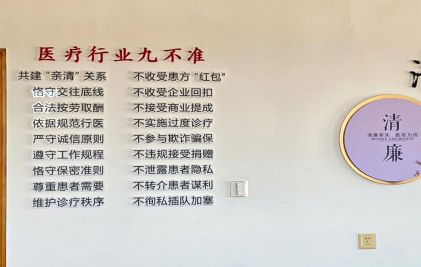 医疗行业九不准
共建“亲清”关系 不收受患方“红包”
恪守交往底线 不收受企业回扣
合法按劳取酬 不接受商业提成
依据规范行医 不实施过度诊疗
严守诚信原则 不参与欺诈骗保
遵守工作规程 不违规接受捐赠
恪守保密准则 不泄露患者隐私
尊重患者需要 不转介患者谋利
维护诊疗秩序 不徇私插队加塞
清
廉